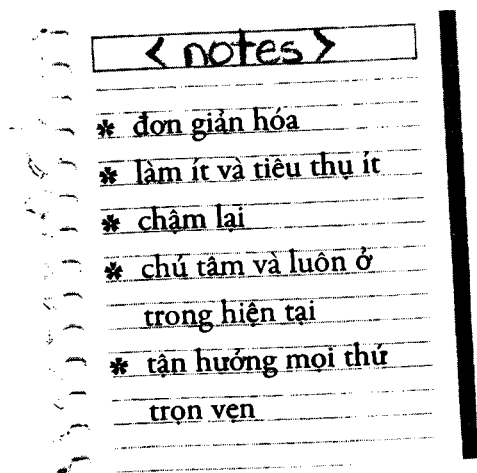 < notes >
* đơn giản hóa
* làm ít và tiêu thụ ít
* chậm lại
* chú tâm và luôn ở
trong hiện tại
* tận hưởng mọi thứ
trọn vẹn